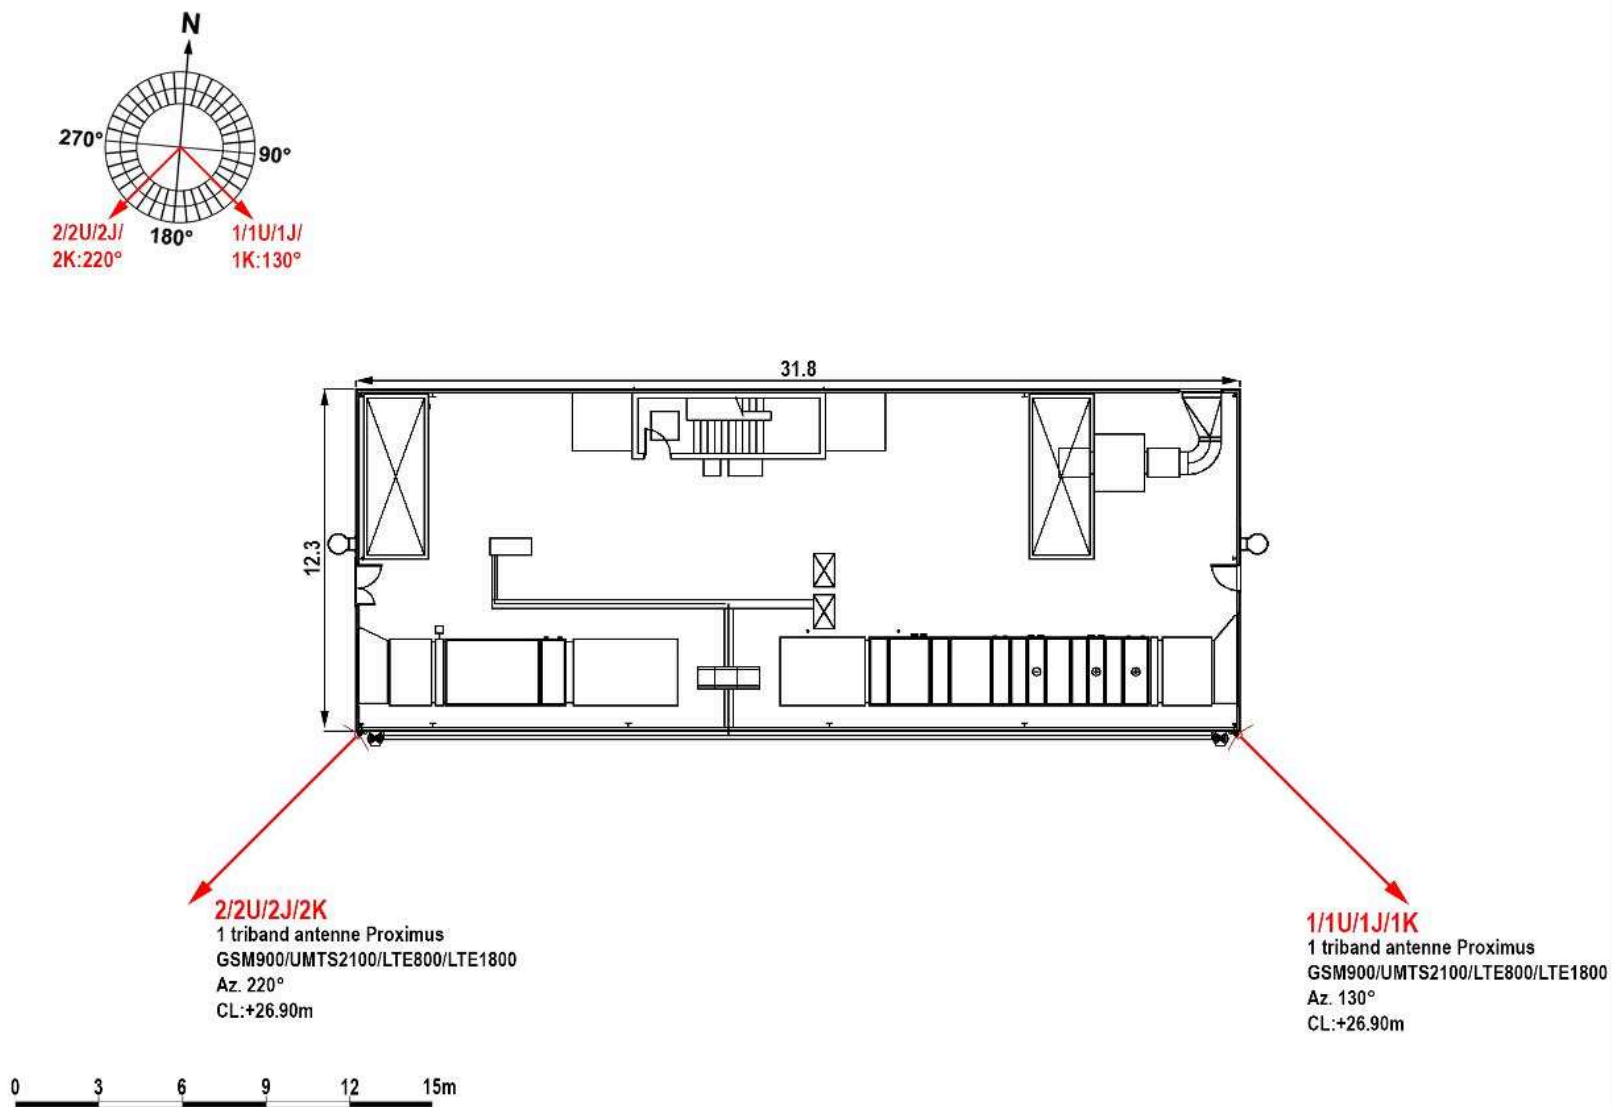 N
270°
90°
2/2U/2J/
2K:220°
180°
1/1U/1J/
1K:130°
31.8
12.3
2/2U/2J/2K
1 triband antenne Proximus
GSM900/UMTS2100/LTE800/LTE1800
Az. 220°
CL:+26.90m
1/1U/1J/1K
1 triband antenne Proximus
GSM900/UMTS2100/LTE800/LTE1800
Az. 130°
CL:+26.90m
0 0 3 6 9 12 15m